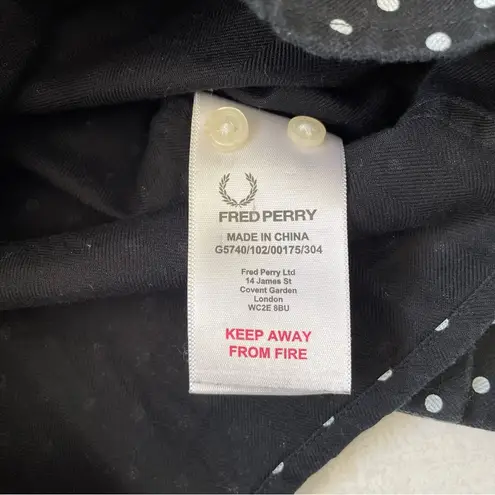 FRED PERRY
MADE IN CHINA
G5740/102/00175/304
Fred Perry Ltd
14 James St
Covent Garden
London
WC2E 8BU
KEEP AWAY
FROM FIRE